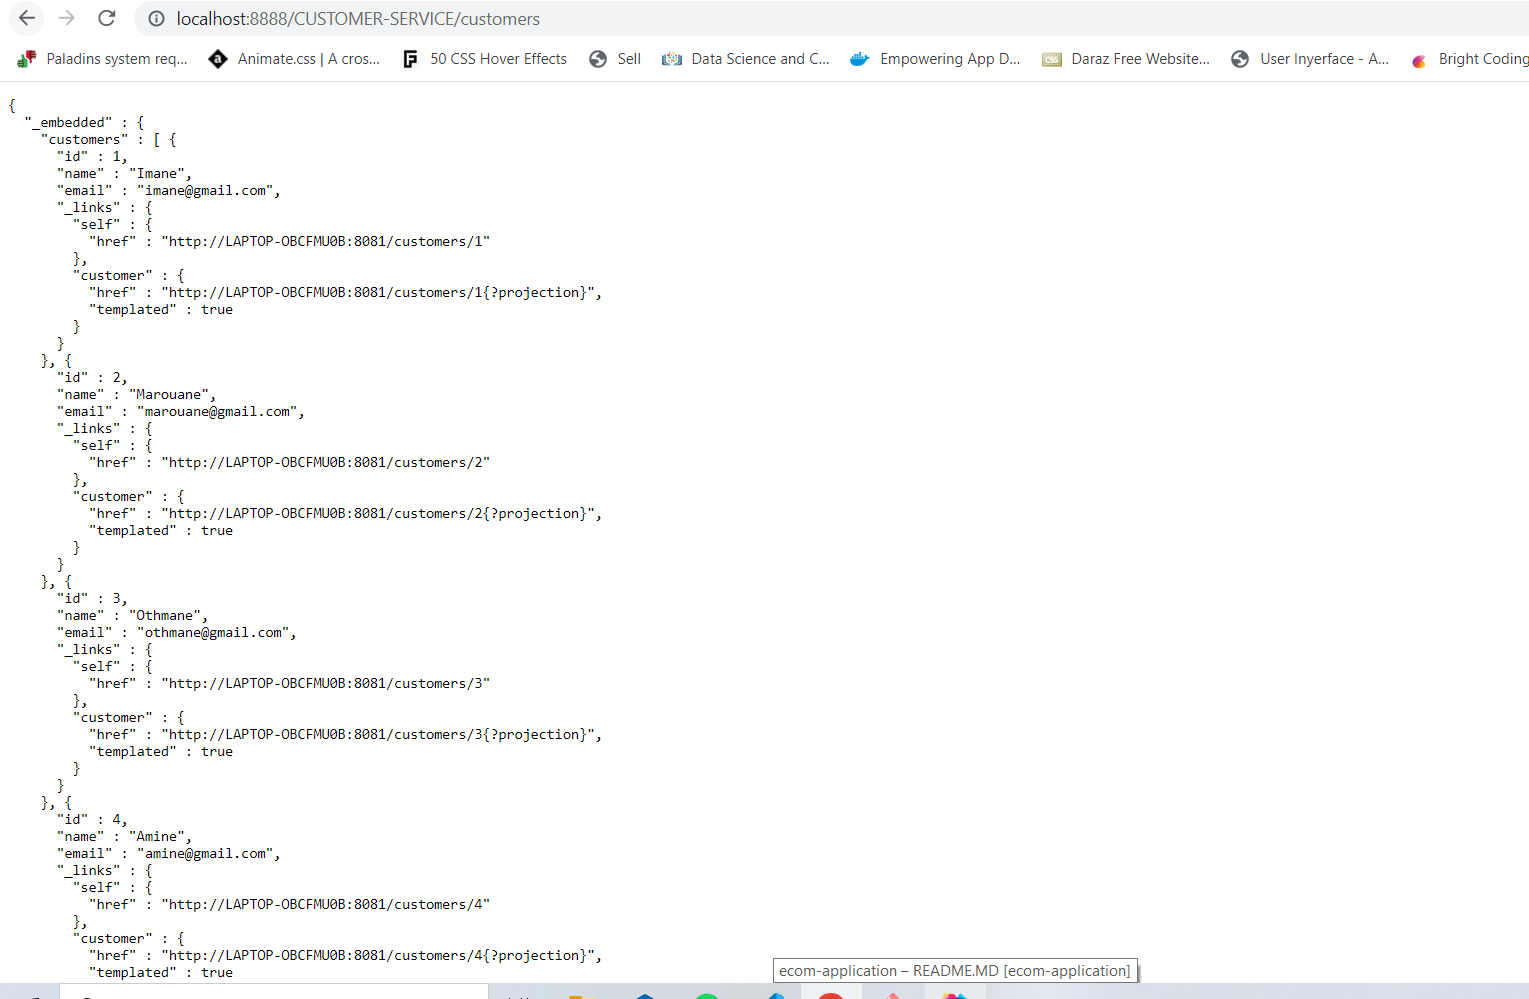 localhost:8888/CUSTOMER-SERVICE/customers
Paladins system req... Animate.css | A cros... 50 CSS Hover Effects Sell Data Science and C... Empowering App D... Daraz Free Website... User Inyerface - A... Bright Coding
{
  "_embedded" : {
    "customers" : [ {
      "id" : 1,
      "name" : "Imane",
      "email" : "imane@gmail.com",
      "_links" : {
        "self" : {
          "href" : "http://LAPTOP-OBCFMU0B:8081/customers/1"
        },
        "customer" : {
          "href" : "http://LAPTOP-OBCFMU0B:8081/customers/1{?projection}",
          "templated" : true
        }
      }
    }, {
      "id" : 2,
      "name" : "Marouane",
      "email" : "marouane@gmail.com",
      "_links" : {
        "self" : {
          "href" : "http://LAPTOP-OBCFMU0B:8081/customers/2"
        },
        "customer" : {
          "href" : "http://LAPTOP-OBCFMU0B:8081/customers/2{?projection}",
          "templated" : true
        }
      }
    }, {
      "id" : 3,
      "name" : "Othmane",
      "email" : "othmane@gmail.com",
      "_links" : {
        "self" : {
          "href" : "http://LAPTOP-OBCFMU0B:8081/customers/3"
        },
        "customer" : {
          "href" : "http://LAPTOP-OBCFMU0B:8081/customers/3{?projection}",
          "templated" : true
        }
      }
    }, {
      "id" : 4,
      "name" : "Amine",
      "email" : "amine@gmail.com",
      "_links" : {
        "self" : {
          "href" : "http://LAPTOP-OBCFMU0B:8081/customers/4"
        },
        "customer" : {
          "href" : "http://LAPTOP-OBCFMU0B:8081/customers/4{?projection}",
          "templated" : true
ecom-application – README.MD [ecom-application]